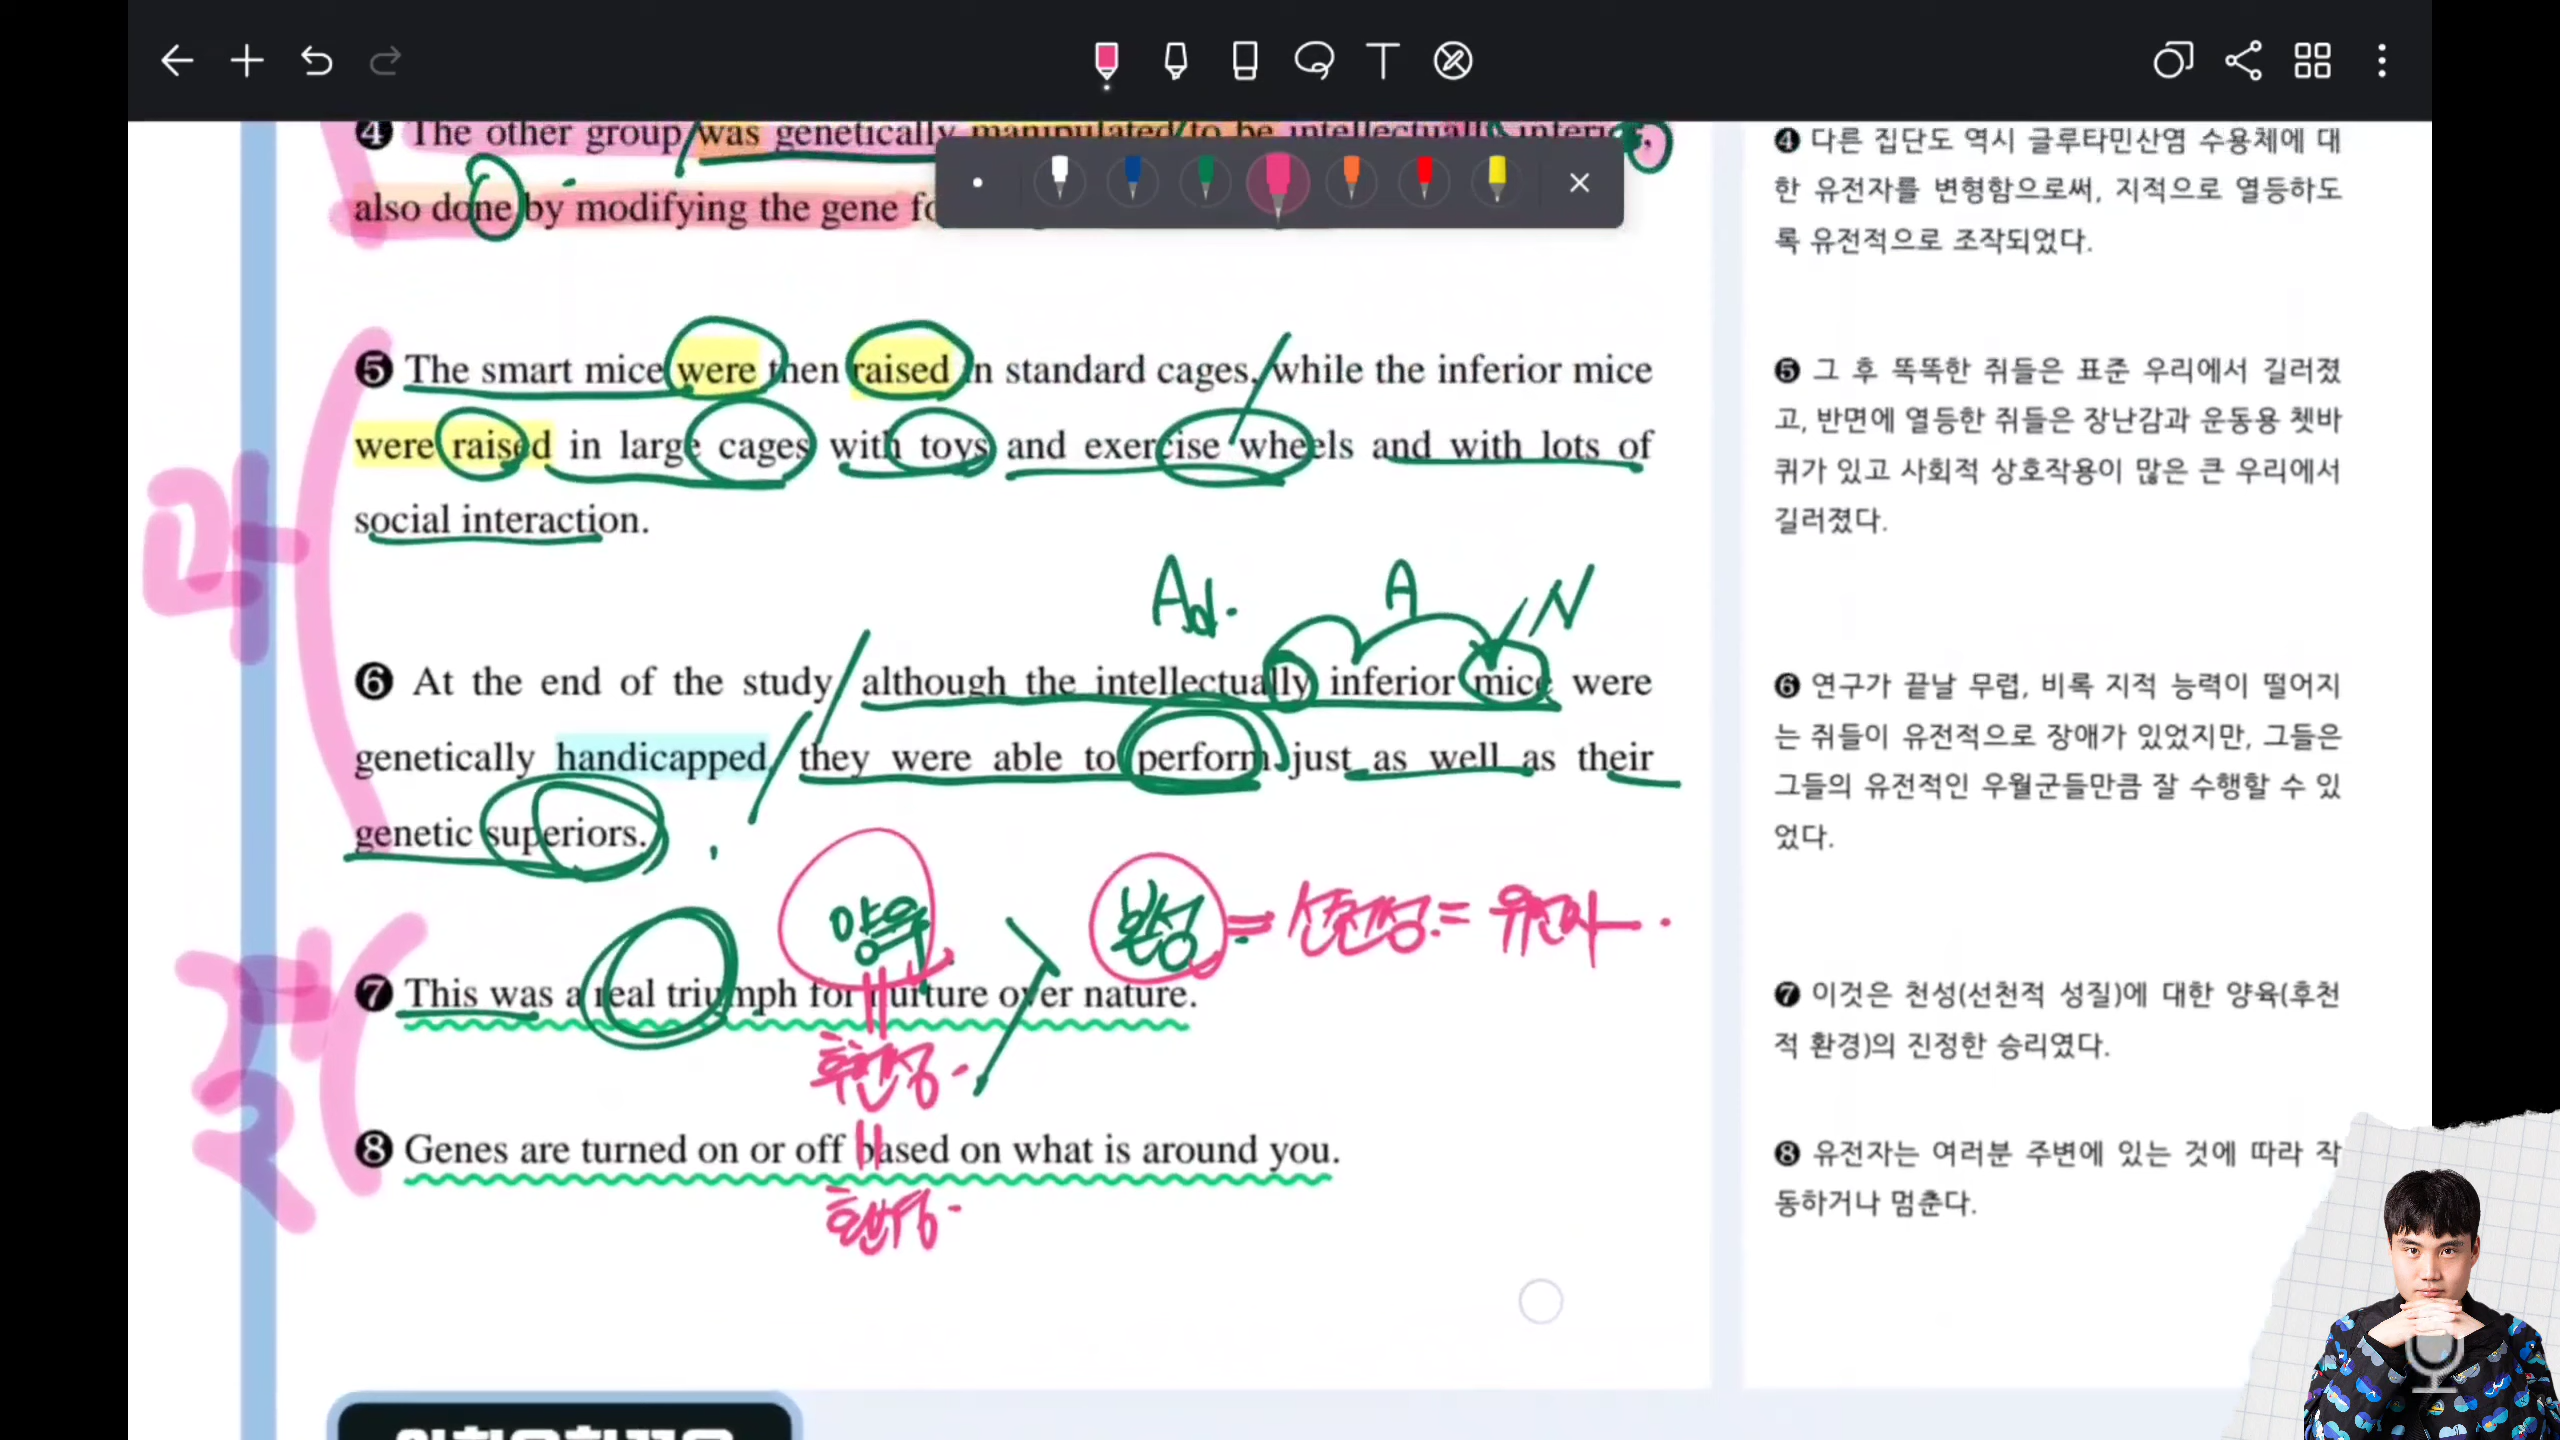 ❹ The other group was genetically manipulated to be intellectually
also done by modifying the gene
❺ The smart mice were then raised in standard cages, while the inferior mice
were raised in large cages with toys and exercise wheels and with lots of
social interaction.
Ad. A N
❻ At the end of the study, although the intellectually inferior mice were
genetically handicapped, they were able to perform just as well as their
genetic superiors.
양육 본성 = 선천성. = 유전자.
❼ This was a real triumph for nurture over nature.
후천성.
❽ Genes are turned on or off based on what is around you.
환경.
❹ 다른 집단도 역시 글루타민산염 수용체에 대
한 유전자를 변형함으로써, 지적으로 열등하도
록 유전적으로 조작되었다.
❺ 그 후 똑똑한 쥐들은 표준 우리에서 길러졌
고, 반면에 열등한 쥐들은 장난감과 운동용 쳇바
퀴가 있고 사회적 상호작용이 많은 큰 우리에서
길러졌다.
❻ 연구가 끝날 무렵, 비록 지적 능력이 떨어지
는 쥐들이 유전적으로 장애가 있었지만, 그들은
그들의 유전적인 우월군들만큼 잘 수행할 수 있
었다.
❼ 이것은 천성(선천적 성질)에 대한 양육(후천
적 환경)의 진정한 승리였다.
❽ 유전자는 여러분 주변에 있는 것에 따라 작
동하거나 멈춘다.